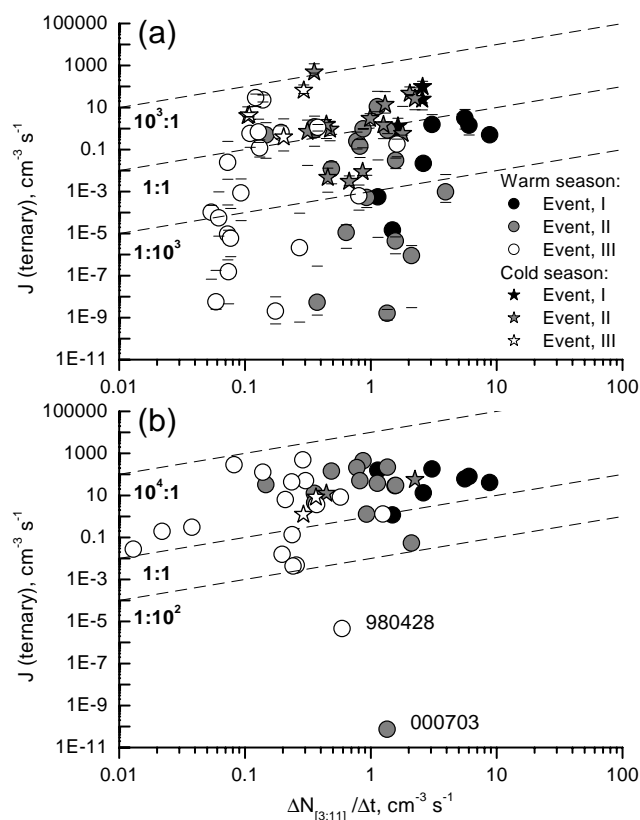 (a)
100000
1000
10
0.1
1E-3
1E-5
1E-7
1E-9
1E-11
J (ternary), cm⁻³ s⁻¹
10³:1
1:1
1:10³
Warm season:
Event, I
Event, II
Event, III
Cold season:
Event, I
Event, II
Event, III
0.01 0.1 1 10 100
(b)
100000
1000
10
0.1
1E-3
1E-5
1E-7
1E-9
1E-11
J (ternary), cm⁻³ s⁻¹
10⁴:1
1:1
1:10²
980428
000703
0.01 0.1 1 10 100
ΔN[3;11] /Δt, cm⁻³ s⁻¹